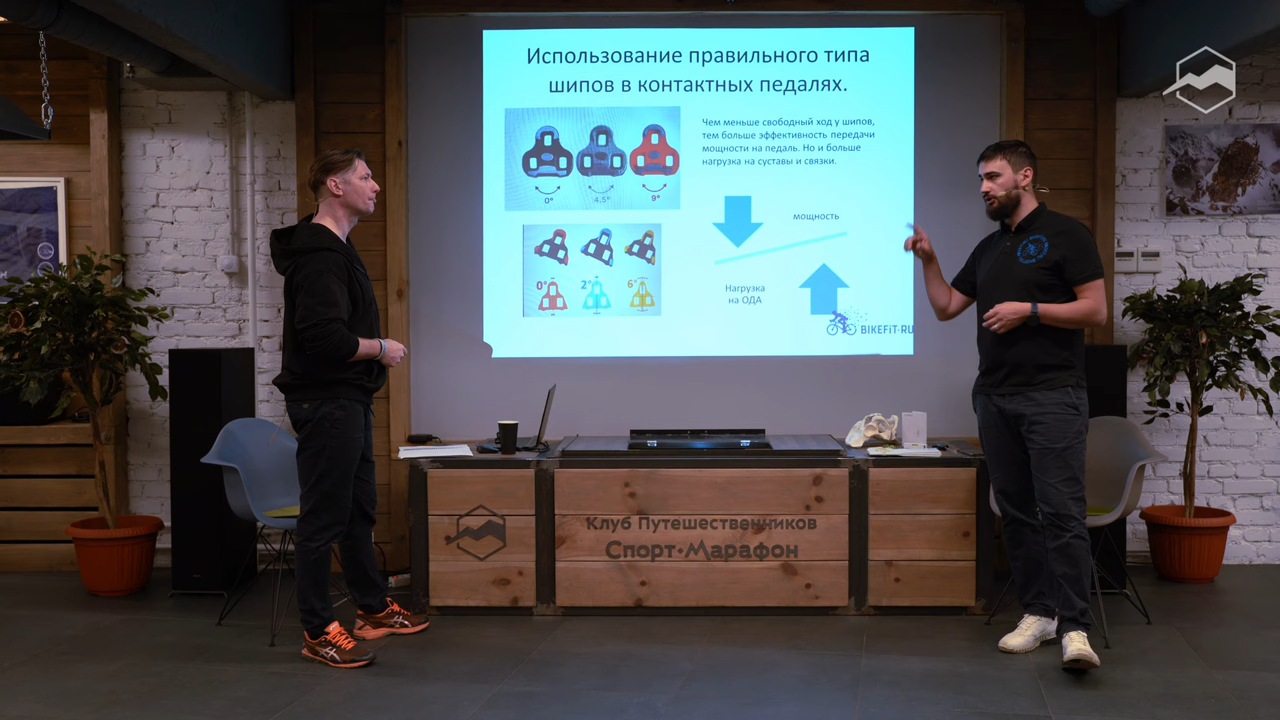 Использование правильного типа
шипов в контактных педалях.
Чем меньше свободный ход у шипов,
тем больше эффективность передачи
мощности на педаль. Но и больше
нагрузка на суставы и связки.
0°
4.5°
9°
мощность
0°
2°
6°
Нагрузка
на ОДА
BIKEFIT·RU
Клуб Путешественников
Спорт-Марафон